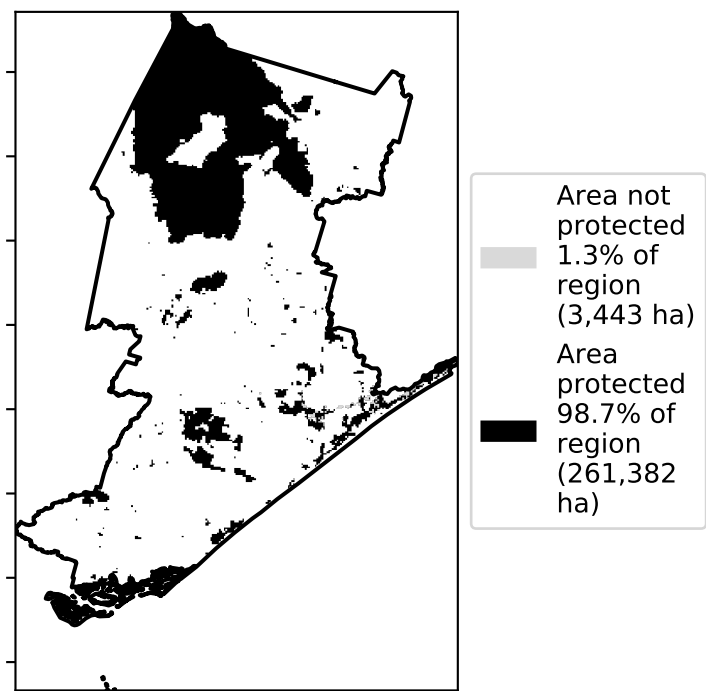 Area not
protected
1.3% of
region
(3,443 ha)
Area
protected
98.7% of
region
(261,382
ha)